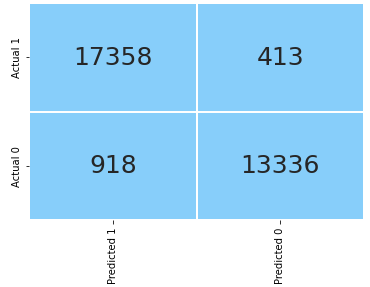 Actual 1
17358 413
Actual 0
918 13336
Predicted 1
Predicted 0